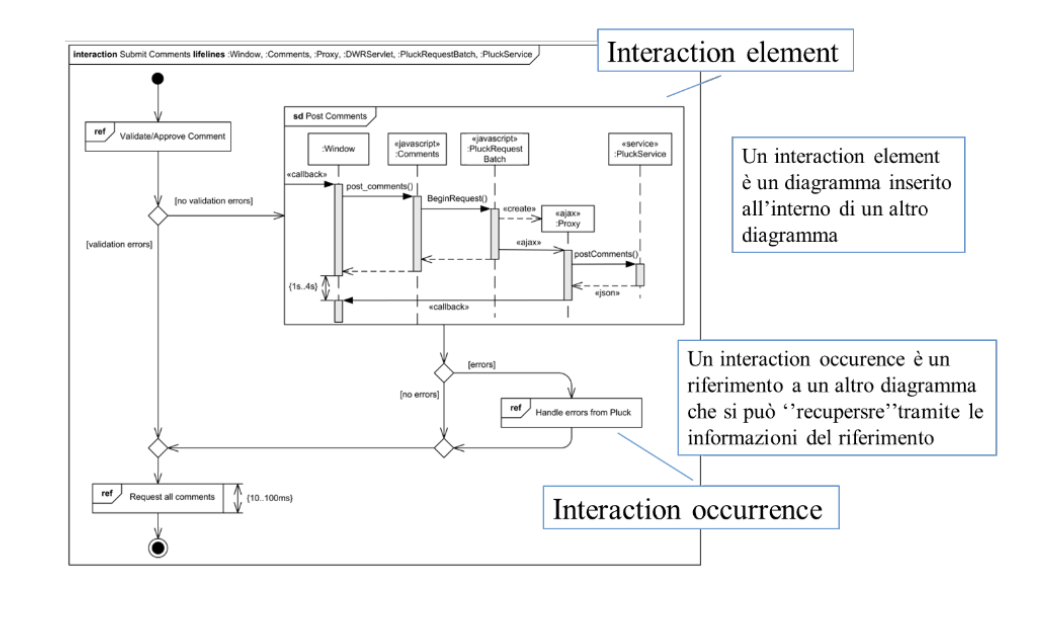 Interaction element
interaction Submit Comments lifelines :Window, :Comments, :Proxy, :DWRServlet, :PluckRequestBatch, :PluckService
sd Post Comments
ref
Validate/Approve Comment
:Window
«javascript»
:Comments
«javascript»
:PluckRequest
Batch
«service»
:PluckService
Un interaction element
è un diagramma inserito
all’interno di un altro
diagramma
«callback»
post_comments()
BeginRequest()
«create»
«ajax»
:Proxy
[no validation errors]
[validation errors]
«ajax»
postComments()
{1s..4s}
«json»
«callback»
Un interaction occurence è un
riferimento a un altro diagramma
che si può ‘’recupersre’’tramite le
informazioni del riferimento
[errors]
[no errors]
ref
Handle errors from Pluck
ref
Request all comments
{10..100ms}
Interaction occurrence